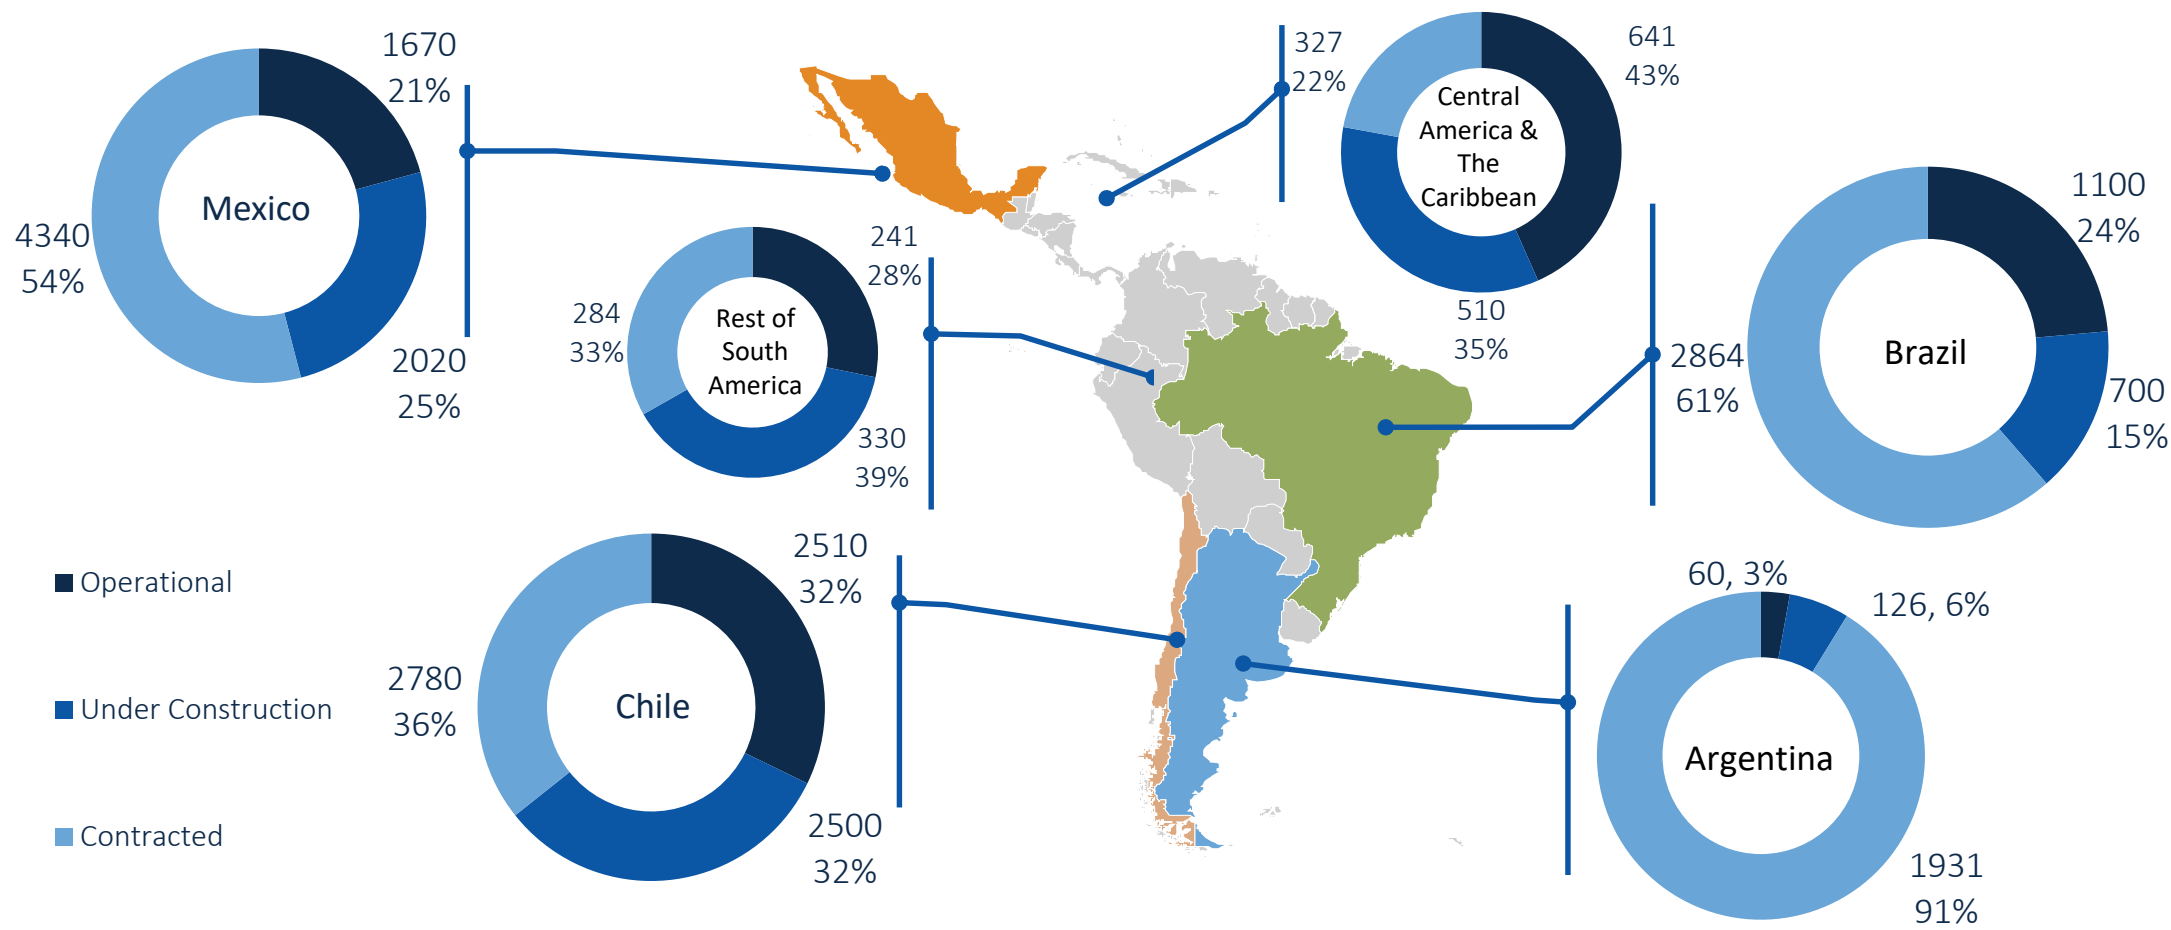 1670
21%
Mexico
4340
54%
2020
25%
327
22%
641
43%
Central
America &
The
Caribbean
510
35%
241
28%
284
33%
Rest of
South
America
330
39%
1100
24%
2864
61%
Brazil
700
15%
2510
32%
2780
36%
Chile
2500
32%
60, 3%
126, 6%
Argentina
1931
91%
Operational
Under Construction
Contracted